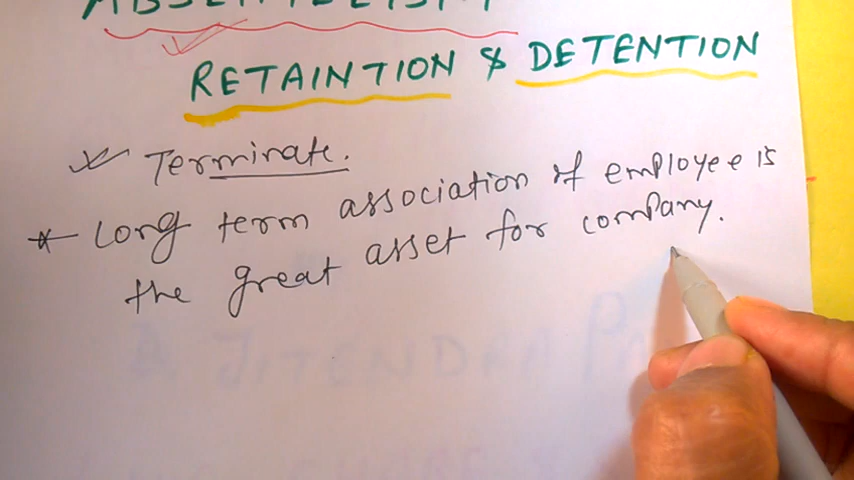 RETAINTION & DETENTION
Terminate.
* Long term association of employee is
the great asset for company.